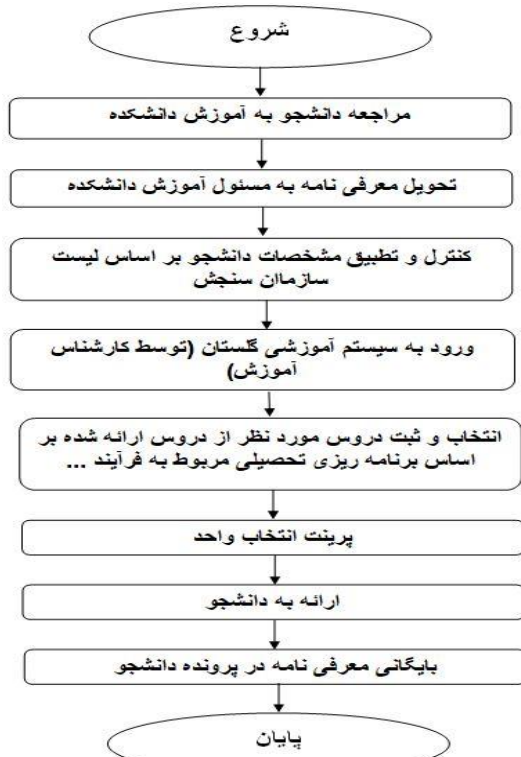 شروع
مراجعه دانشجو به آموزش دانشکده
تحویل معرفی نامه به مسئول آموزش دانشکده
کنترل و تطبیق مشخصات دانشجو بر اساس لیست
سازماان سنجش
ورود به سیستم آموزشی گلستان (توسط کارشناس
آموزش)
انتخاب و ثبت دروس مورد نظر از دروس ارائه شده بر
اساس برنامه ریزی تحصیلی مربوط به فرآیند ...
پرینت انتخاب واحد
ارائه به دانشجو
بایگانی معرفی نامه در پرونده دانشجو
پایان